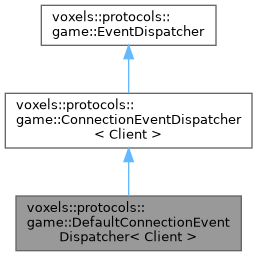 voxels::protocols::
game::EventDispatcher
voxels::protocols::
game::ConnectionEventDispatcher
< Client >
voxels::protocols::
game::DefaultConnectionEvent
Dispatcher< Client >